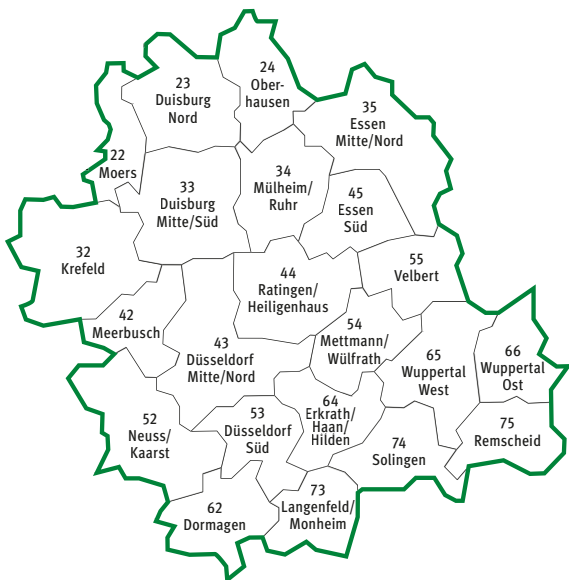 24
Ober-
hausen
23
Duisburg
Nord
35
Essen
Mitte/Nord
22
Moers
33
Duisburg
Mitte/Süd
34
Mülheim/
Ruhr
45
Essen
Süd
32
Krefeld
44
Ratingen/
Heiligenhaus
55
Velbert
42
Meerbusch
43
Düsseldorf
Mitte/Nord
54
Mettmann/
Wülfrath
65
Wuppertal
West
66
Wuppertal
Ost
52
Neuss/
Kaarst
53
Düsseldorf
Süd
64
Erkrath/
Haan/
Hilden
74
Solingen
75
Remscheid
62
Dormagen
73
Langenfeld/
Monheim